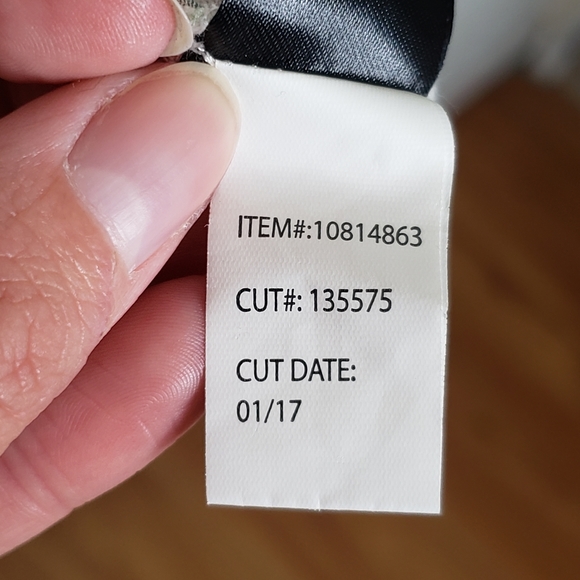 ITEM#:10814863
CUT#: 135575
CUT DATE:
01/17